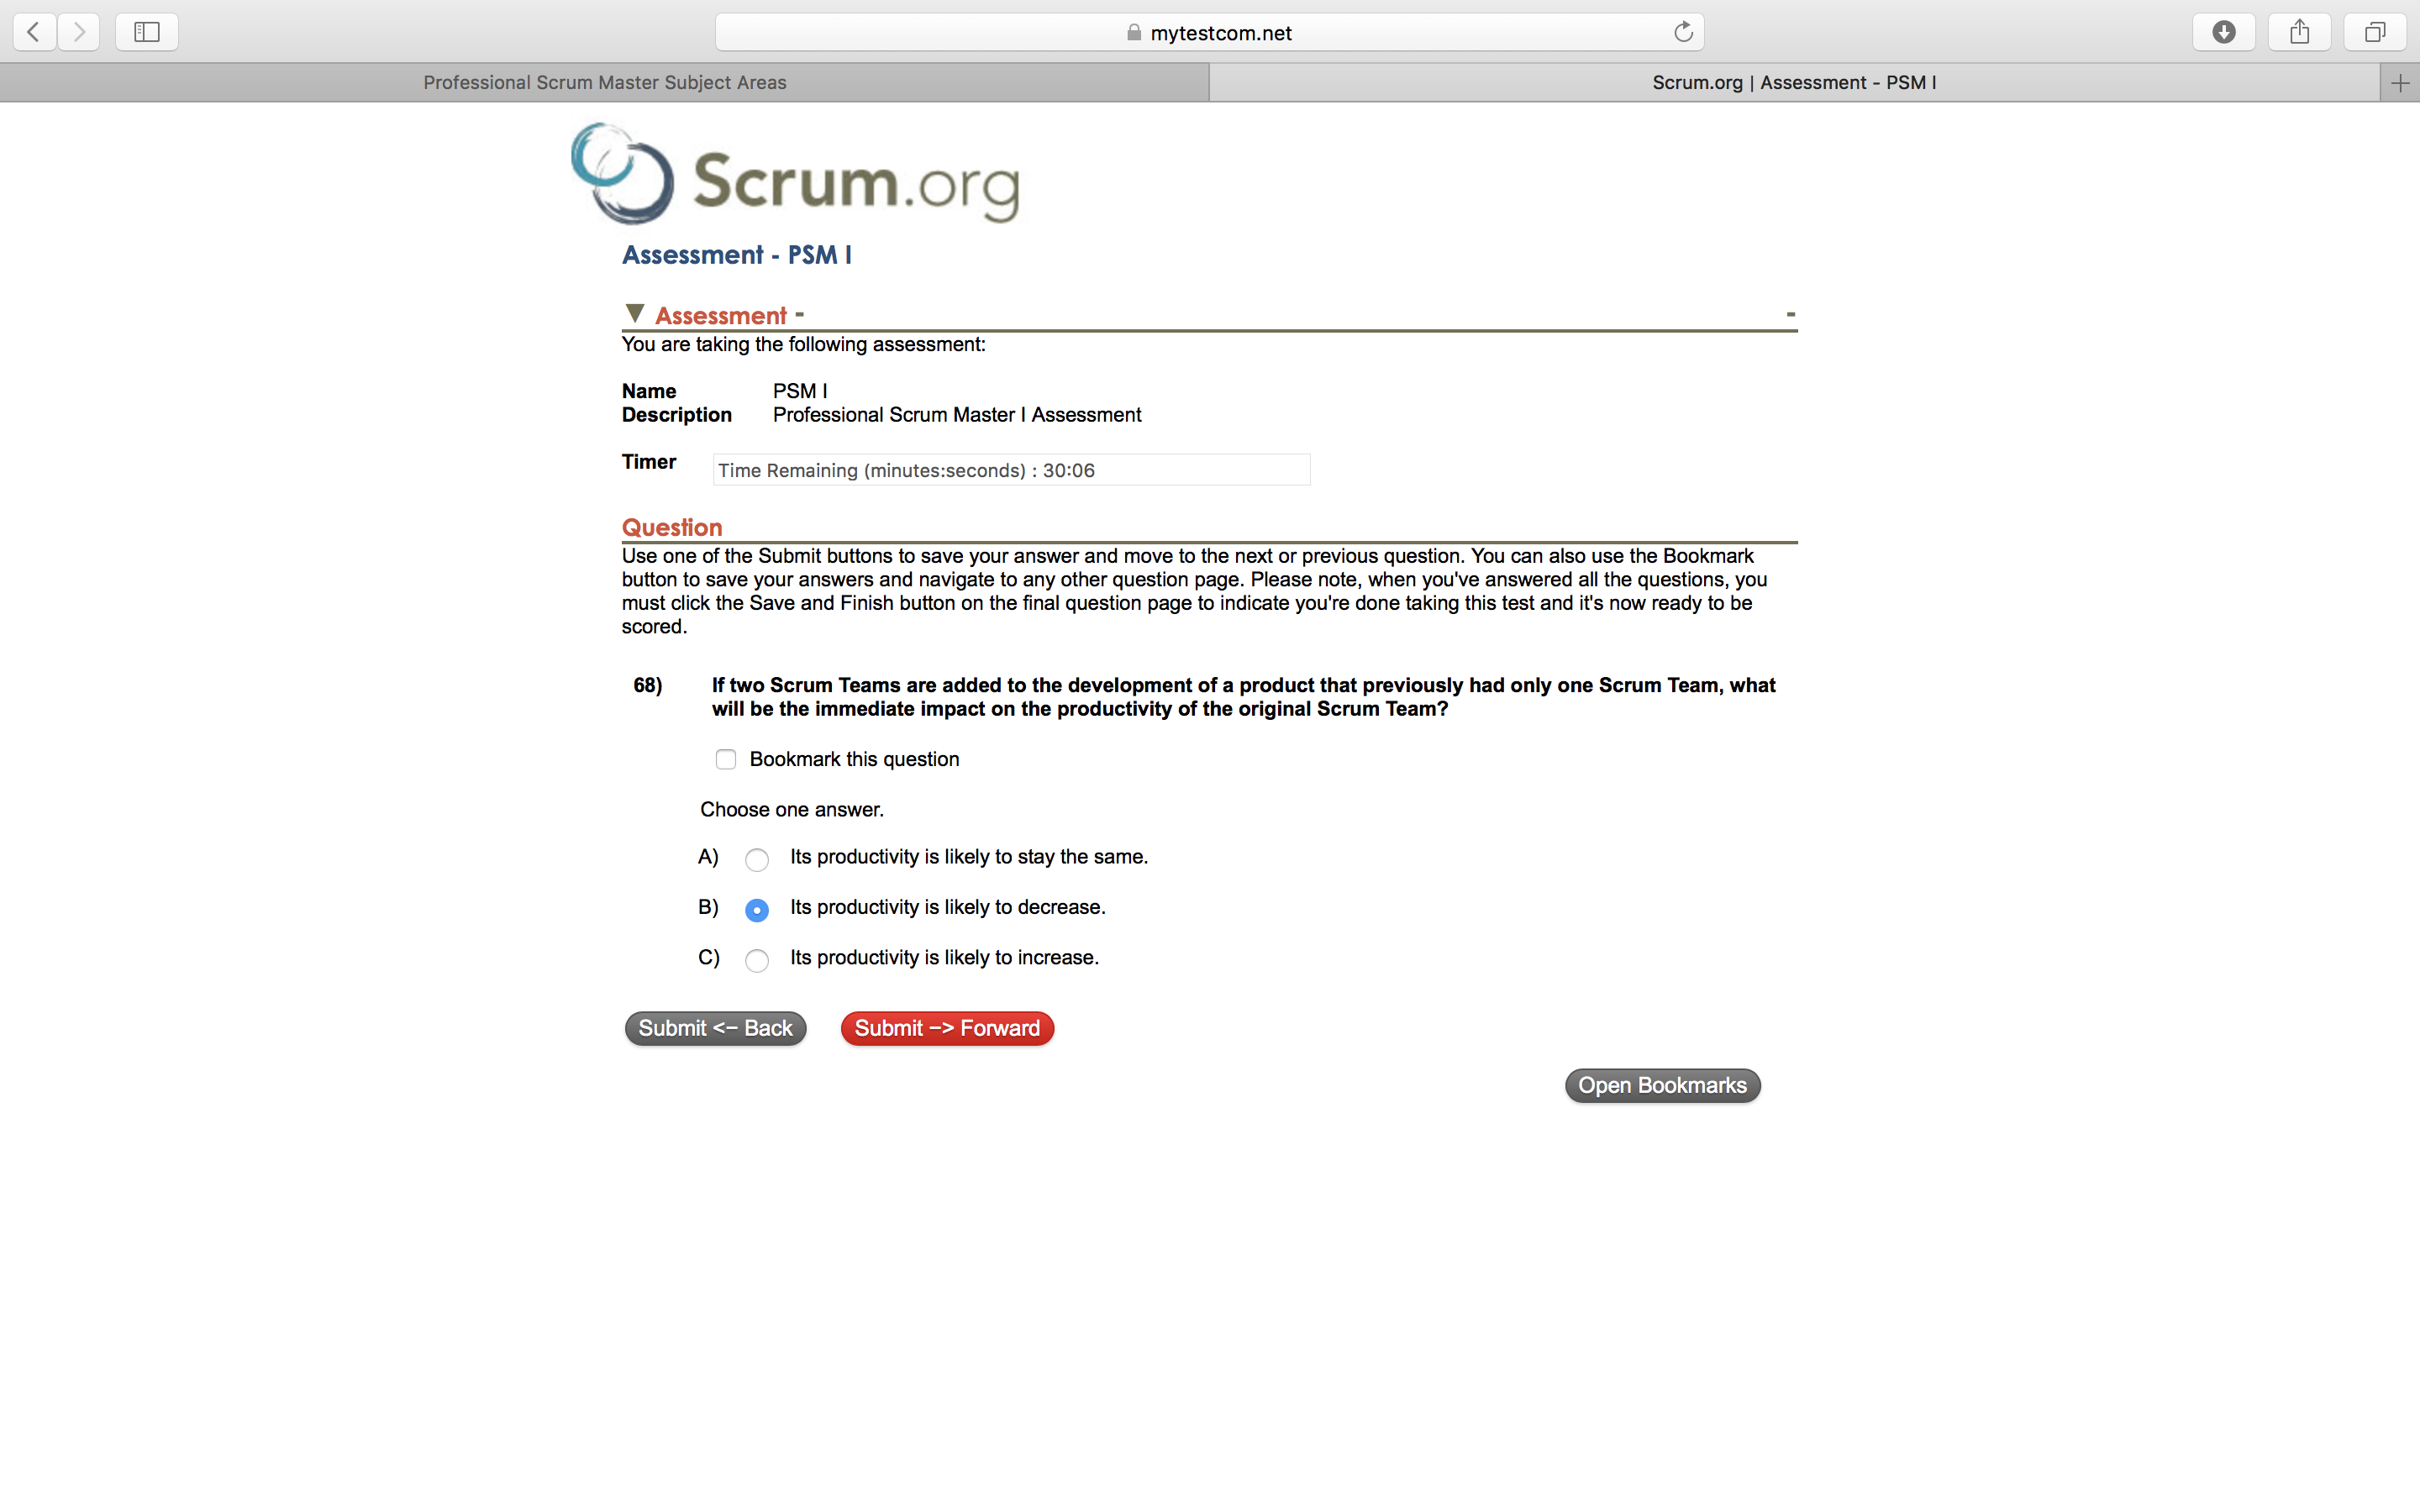 mytestcom.net
Professional Scrum Master Subject Areas
Scrum.org | Assessment - PSM I
Scrum.org
Assessment - PSM I
▼ Assessment - -
You are taking the following assessment:
Name PSM I
Description Professional Scrum Master I Assessment
Timer Time Remaining (minutes:seconds) : 30:06
Question
Use one of the Submit buttons to save your answer and move to the next or previous question. You can also use the Bookmark
button to save your answers and navigate to any other question page. Please note, when you've answered all the questions, you
must click the Save and Finish button on the final question page to indicate you're done taking this test and it's now ready to be
scored.
68) If two Scrum Teams are added to the development of a product that previously had only one Scrum Team, what
will be the immediate impact on the productivity of the original Scrum Team?
Bookmark this question
Choose one answer.
A) Its productivity is likely to stay the same.
B) Its productivity is likely to decrease.
C) Its productivity is likely to increase.
Submit <− Back Submit −> Forward
Open Bookmarks